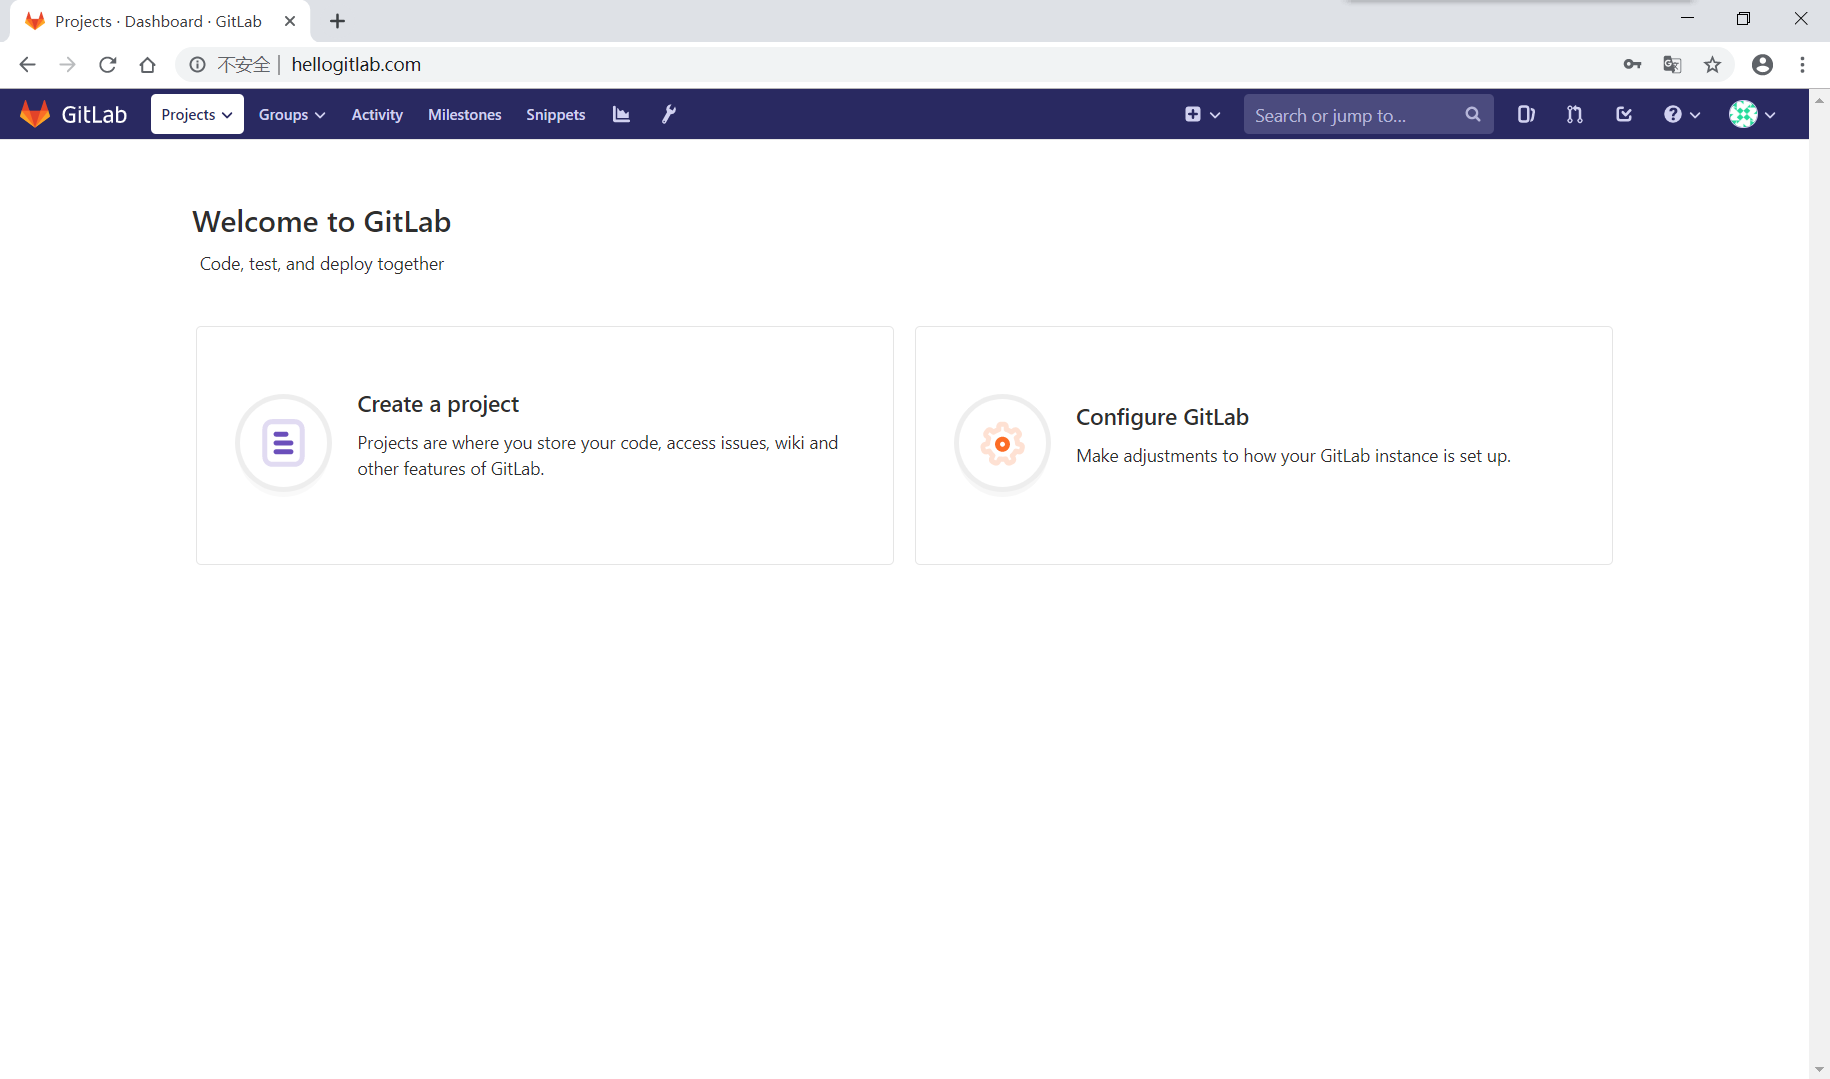 Projects · Dashboard · GitLab
不安全 | hellogitlab.com
GitLab Projects Groups Activity Milestones Snippets Search or jump to...
Welcome to GitLab
Code, test, and deploy together
Create a project
Projects are where you store your code, access issues, wiki and
other features of GitLab.
Configure GitLab
Make adjustments to how your GitLab instance is set up.